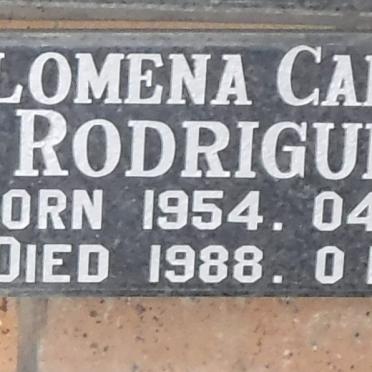 LOMENA CA
RODRIGU
ORN 1954. 04
DIED 1988. 0